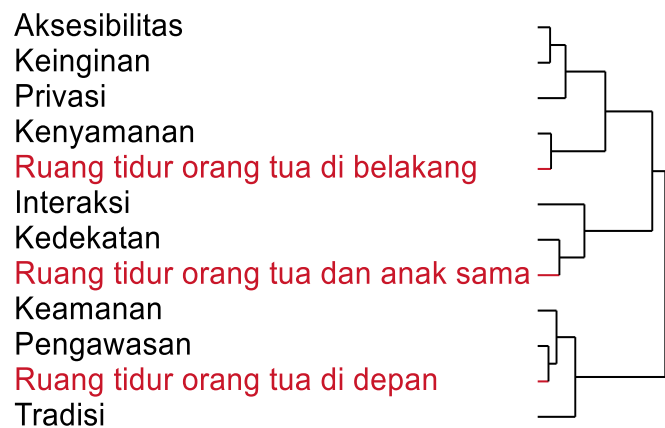 Aksesibilitas
Keinginan
Privasi
Kenyamanan
Ruang tidur orang tua di belakang
Interaksi
Kedekatan
Ruang tidur orang tua dan anak sama
Keamanan
Pengawasan
Ruang tidur orang tua di depan
Tradisi